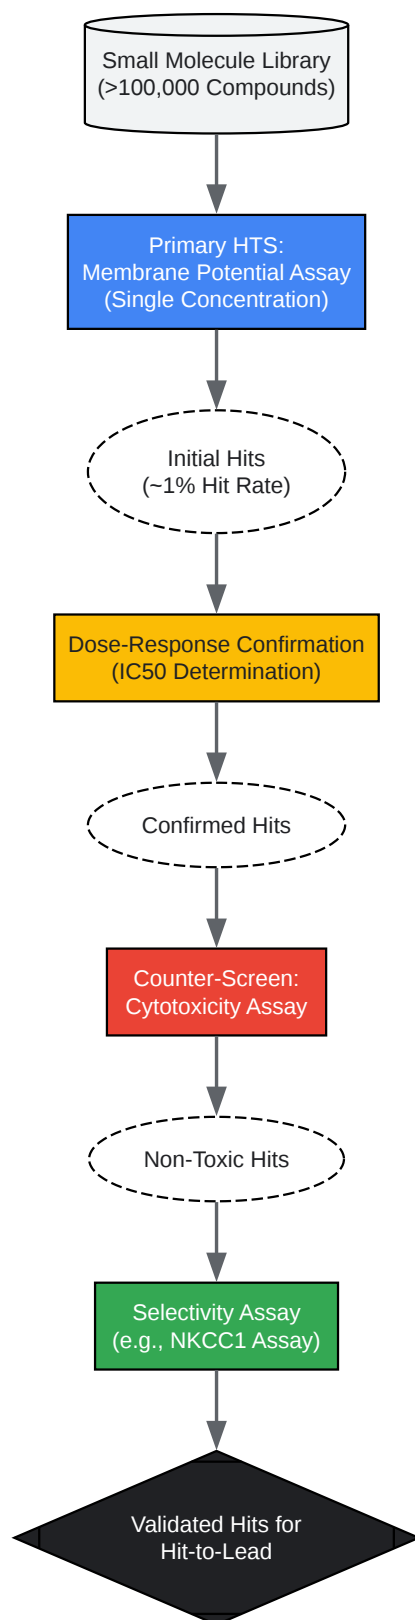 Small Molecule Library
(>100,000 Compounds)
Primary HTS:
Membrane Potential Assay
(Single Concentration)
Initial Hits
(~1% Hit Rate)
Dose-Response Confirmation
(IC50 Determination)
Confirmed Hits
Counter-Screen:
Cytotoxicity Assay
Non-Toxic Hits
Selectivity Assay
(e.g., NKCC1 Assay)
Validated Hits for
Hit-to-Lead